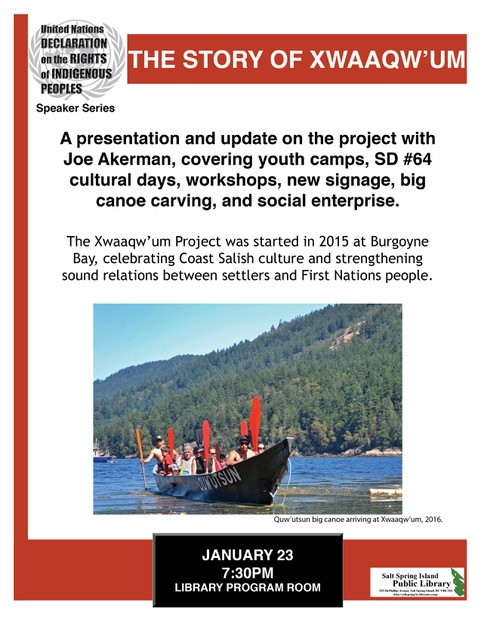 United Nations
DECLARATION
on the RIGHTS
of INDIGENOUS
PEOPLES
Speaker Series
THE STORY OF XWAAQW'UM
A presentation and update on the project with
Joe Akerman, covering youth camps, SD #64
cultural days, workshops, new signage, big
canoe carving, and social enterprise.
The Xwaaqw'um Project was started in 2015 at Burgoyne
Bay, celebrating Coast Salish culture and strengthening
sound relations between settlers and First Nations people.
QUW'UTSUN
Quw'utsun big canoe arriving at Xwaaqw'um, 2016.
JANUARY 23
7:30PM
LIBRARY PROGRAM ROOM
Salt Spring Island
Public Library